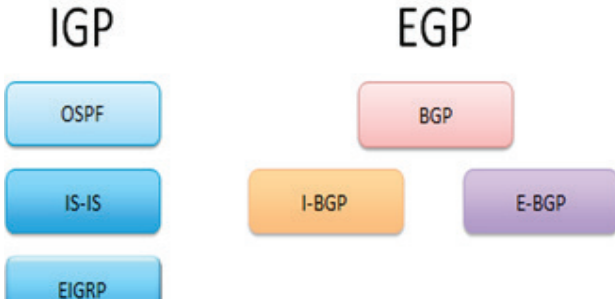 IGP
EGP
OSPF
BGP
IS-IS
I-BGP
E-BGP
EIGRP